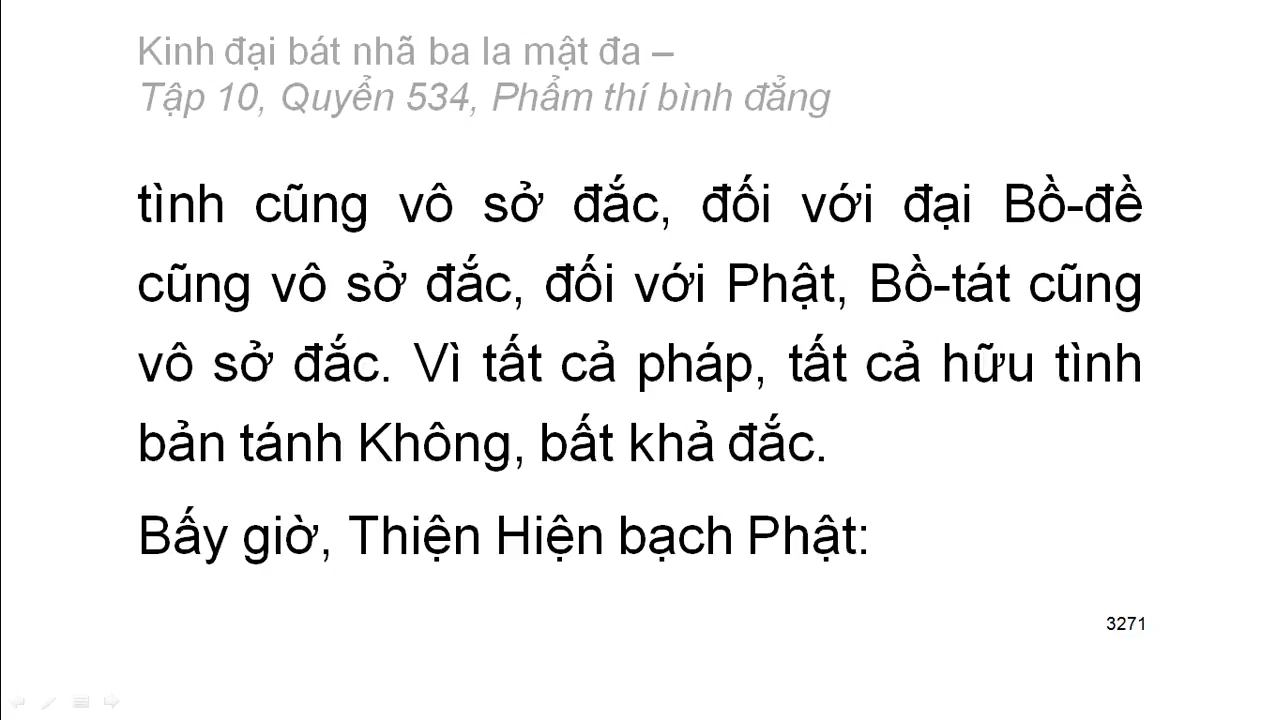 Kinh đại bát nhã ba la mật đa –
Tập 10, Quyển 534, Phẩm thí bình đẳng
tình cũng vô sở đắc, đối với đại Bồ-đề
cũng vô sở đắc, đối với Phật, Bồ-tát cũng
vô sở đắc. Vì tất cả pháp, tất cả hữu tình
bản tánh Không, bất khả đắc.
Bấy giờ, Thiện Hiện bạch Phật:
3271